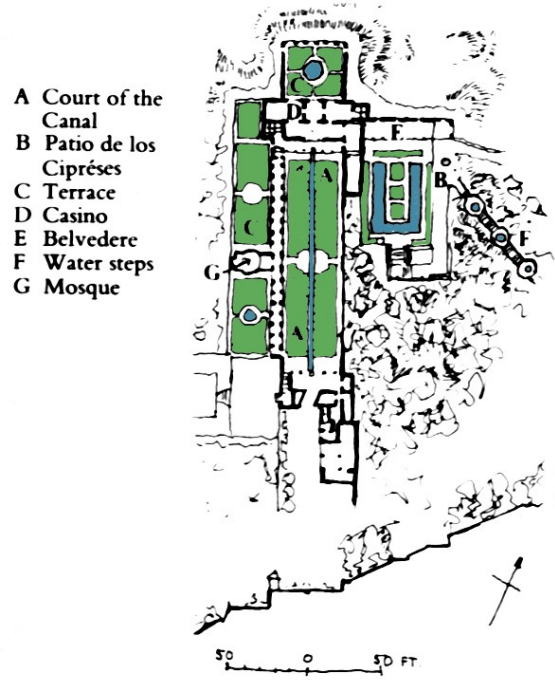 A Court of the
Canal
B Patio de los
Cipréses
C Terrace
D Casino
E Belvedere
F Water steps
G Mosque
C
D
E
A
B
C
F
G
A
50 0 50 FT.